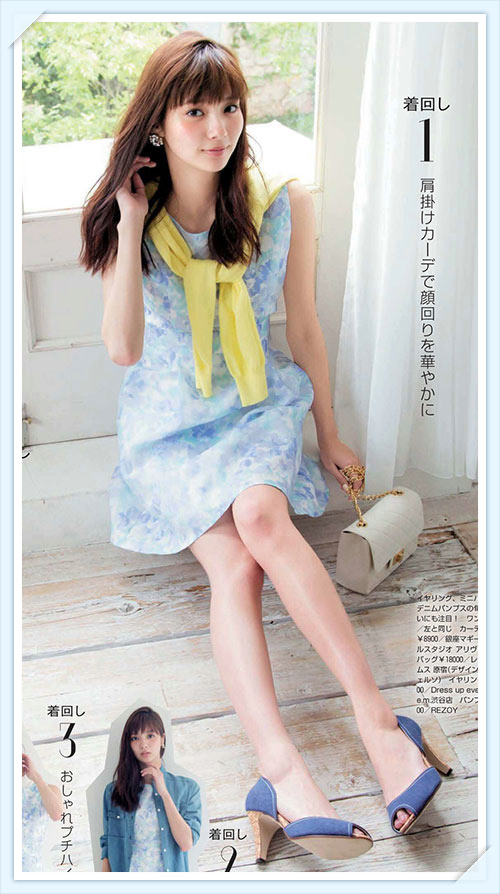 着回し
1
肩掛けカーデで顔回りを華やかに
イヤリング、ミニバ
デニムパンプスの
いにも注目！ ワン
／左と同じ カーデ
￥8900／銀座マギー
ルスタジオ アリヴ
バッグ￥18000／レ
ムス 原宿（デザイン
ェルソ） イヤリン
00／Dress up eve
e.m.渋谷店 パンプ
00／REZOY
着回し
3
おしゃれプチハイ
着回し
2